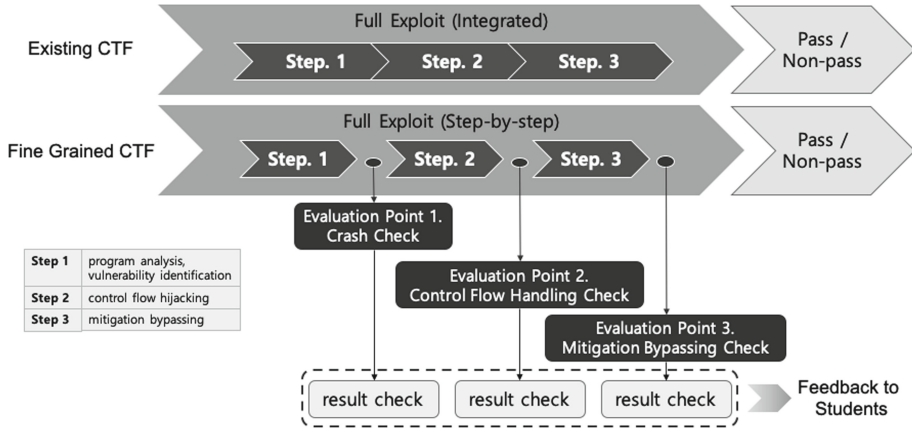 Existing CTF
Full Exploit (Integrated)
Step. 1
Step. 2
Step. 3
Pass /
Non-pass
Fine Grained CTF
Full Exploit (Step-by-step)
Step. 1
Step. 2
Step. 3
Pass /
Non-pass
Evaluation Point 1.
Crash Check
Evaluation Point 2.
Control Flow Handling Check
Evaluation Point 3.
Mitigation Bypassing Check
Step 1 program analysis,
vulnerability identification
Step 2 control flow hijacking
Step 3 mitigation bypassing
result check
result check
result check
Feedback to
Students